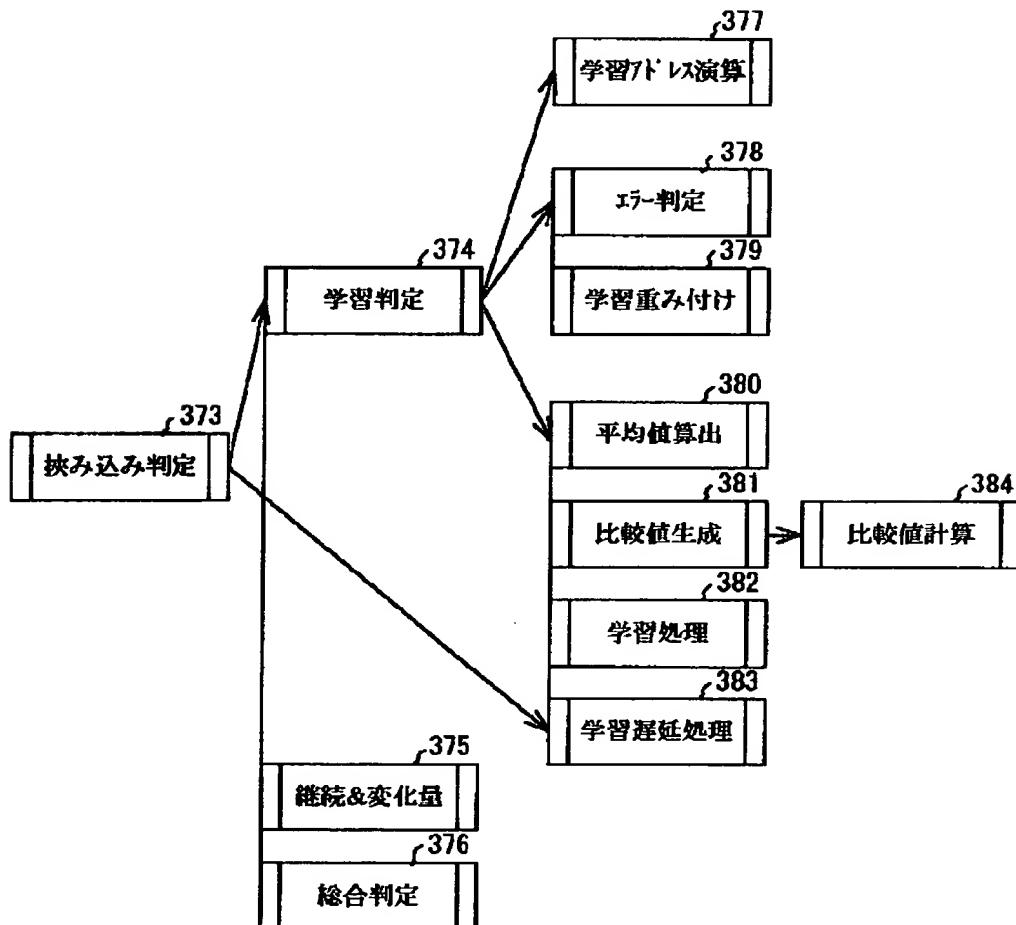 377
学習アドレス演算
378
エラー判定
379
学習重み付け
374
学習判定
380
平均値算出
373
挟み込み判定
381
比較値生成
384
比較値計算
382
学習処理
383
学習遅延処理
375
継続&変化量
376
総合判定